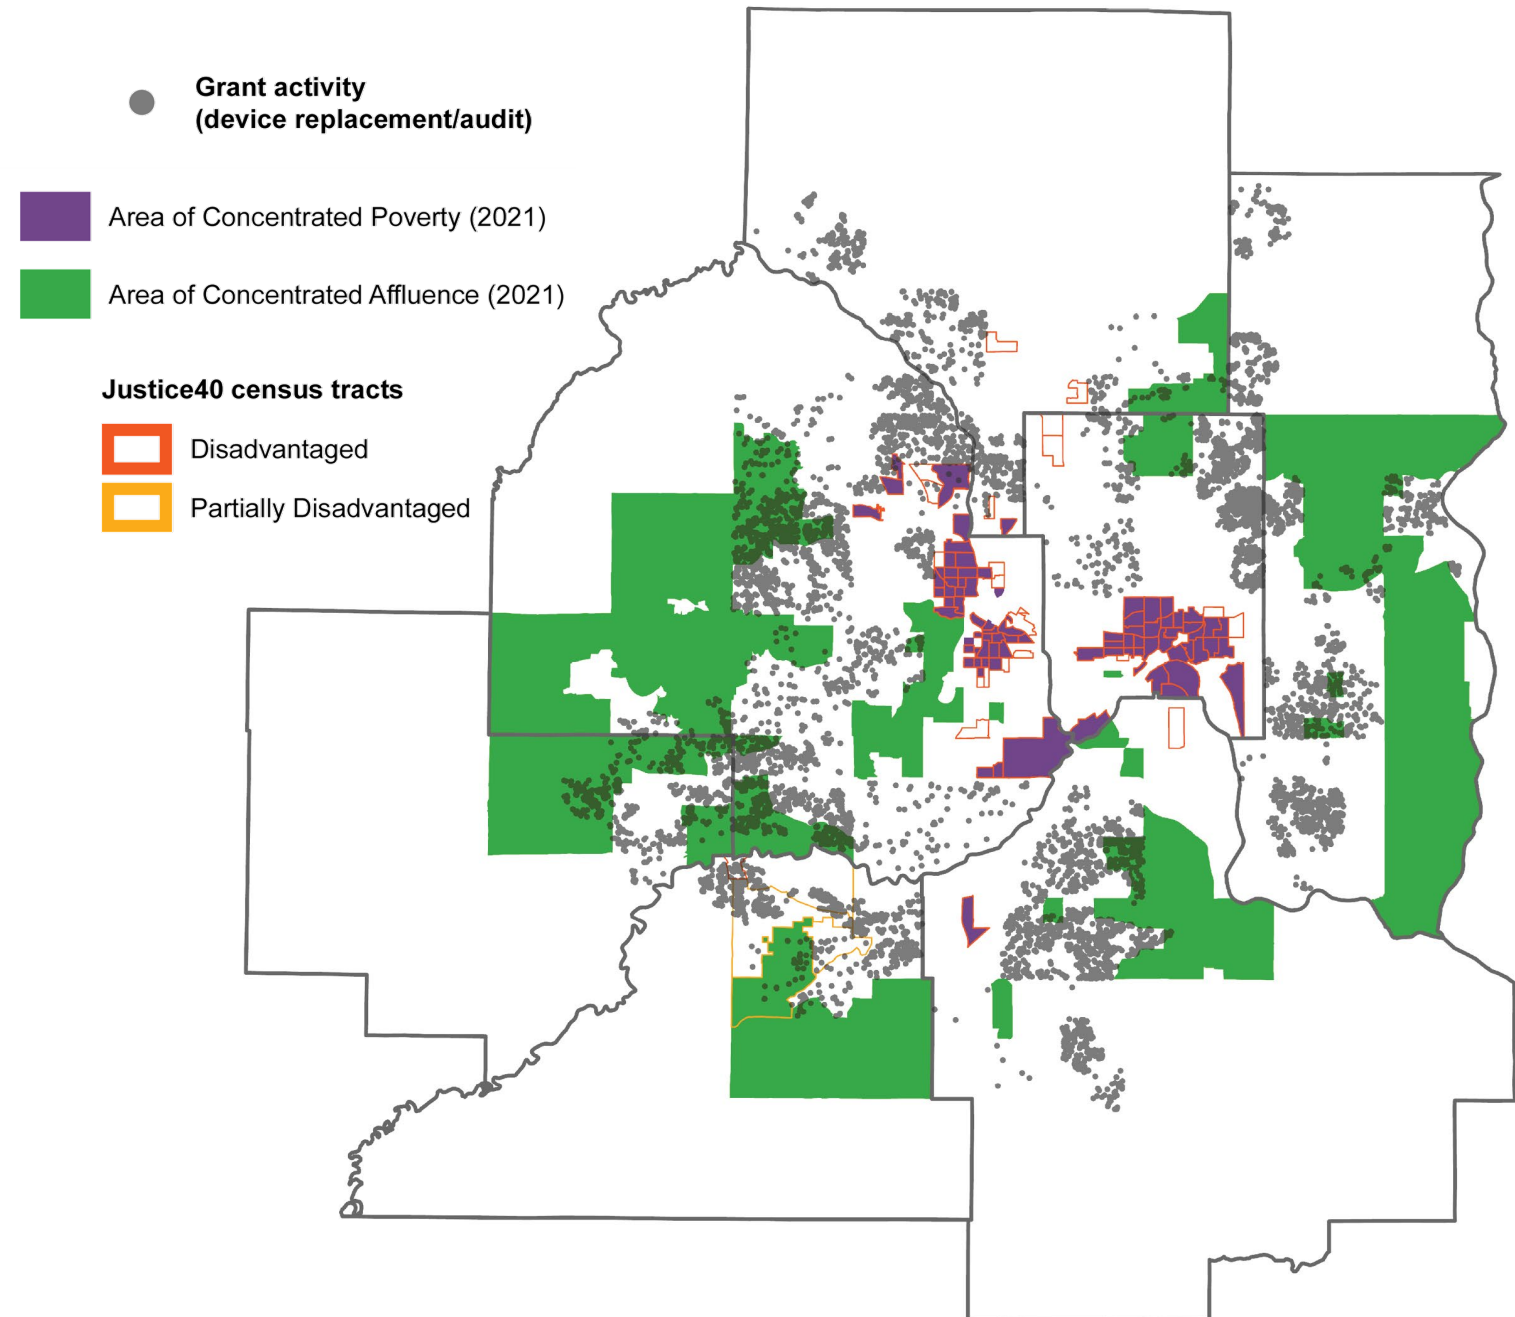 Grant activity
(device replacement/audit)
Area of Concentrated Poverty (2021)
Area of Concentrated Affluence (2021)
Justice40 census tracts
Disadvantaged
Partially Disadvantaged